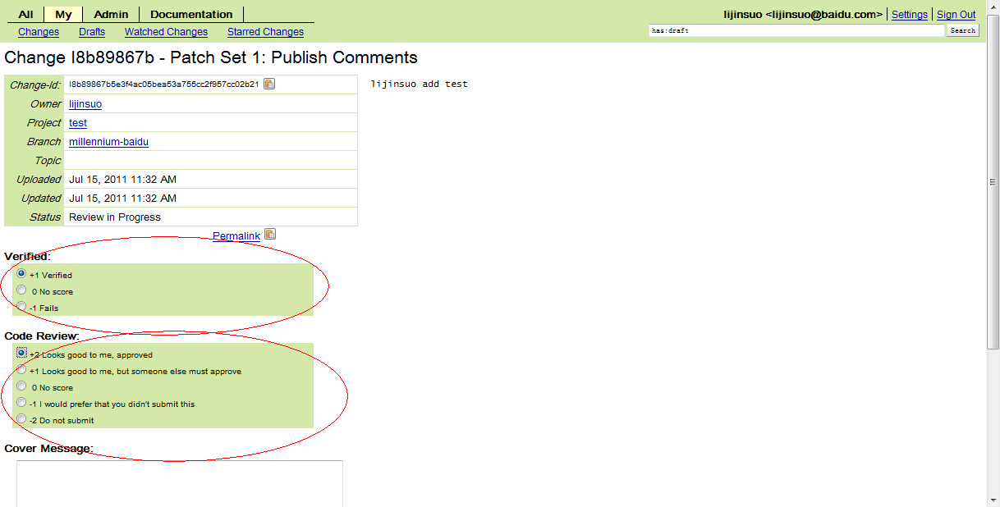 All My Admin Documentation lijinsuo <lijinsuo@baidu.com> Settings Sign Out
Changes Drafts Watched Changes Starred Changes has:draft Search
Change I8b89867b - Patch Set 1: Publish Comments
Change-Id: I8b89867b5e3f4ac05bea53a755cc2f957cc02b21 lijinsuo add test
Owner lijinsuo
Project test
Branch millennium-baidu
Topic
Uploaded Jul 15, 2011 11:32 AM
Updated Jul 15, 2011 11:32 AM
Status Review in Progress
Permalink
Verified:
+1 Verified
0 No score
-1 Fails
Code Review:
+2 Looks good to me, approved
+1 Looks good to me, but someone else must approve
0 No score
-1 I would prefer that you didn't submit this
-2 Do not submit
Cover Message: